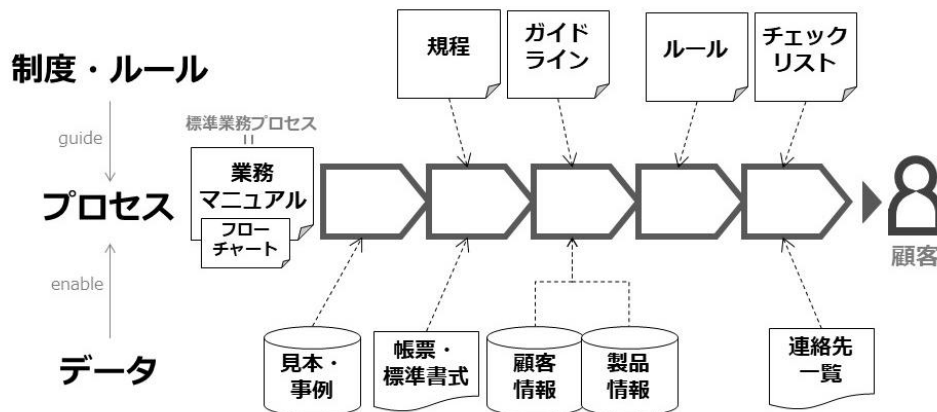 規程
ガイド
ライン
ルール
チェック
リスト
制度・ルール
guide
標準業務プロセス
業務
マニュアル
フロー
チャート
プロセス
顧客
enable
データ
見本・
事例
帳票・
標準書式
顧客
情報
製品
情報
連絡先
一覧